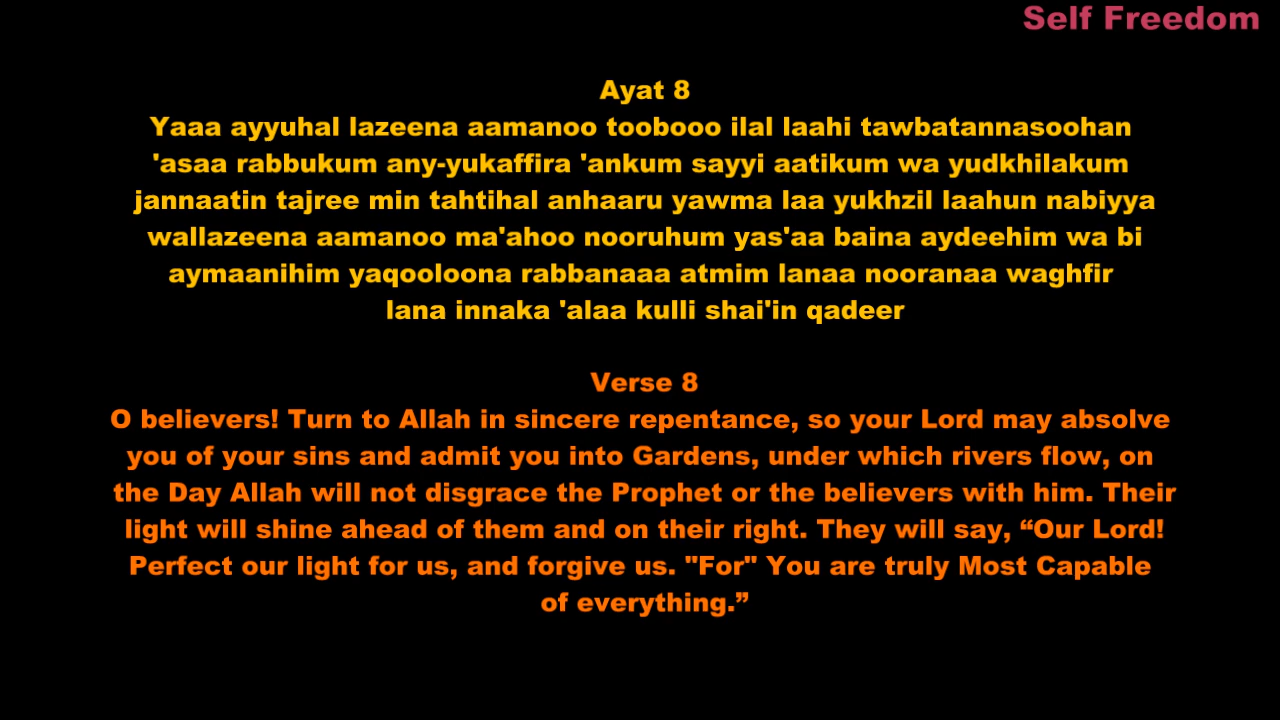 Self Freedom
Ayat 8
Yaaa ayyuhal lazeena aamanoo toobooo ilal laahi tawbatannasoohan
'asaa rabbukum any-yukaffira 'ankum sayyi aatikum wa yudkhilakum
jannaatin tajree min tahtihal anhaaru yawma laa yukhzil laahun nabiyya
wallazeena aamanoo ma'ahoo nooruhum yas'aa baina aydeehim wa bi
aymaanihim yaqooloona rabbanaaa atmim lanaa nooranaa waghfir
lana innaka 'alaa kulli shai'in qadeer
Verse 8
O believers! Turn to Allah in sincere repentance, so your Lord may absolve
you of your sins and admit you into Gardens, under which rivers flow, on
the Day Allah will not disgrace the Prophet or the believers with him. Their
light will shine ahead of them and on their right. They will say, “Our Lord!
Perfect our light for us, and forgive us. "For" You are truly Most Capable
of everything.”